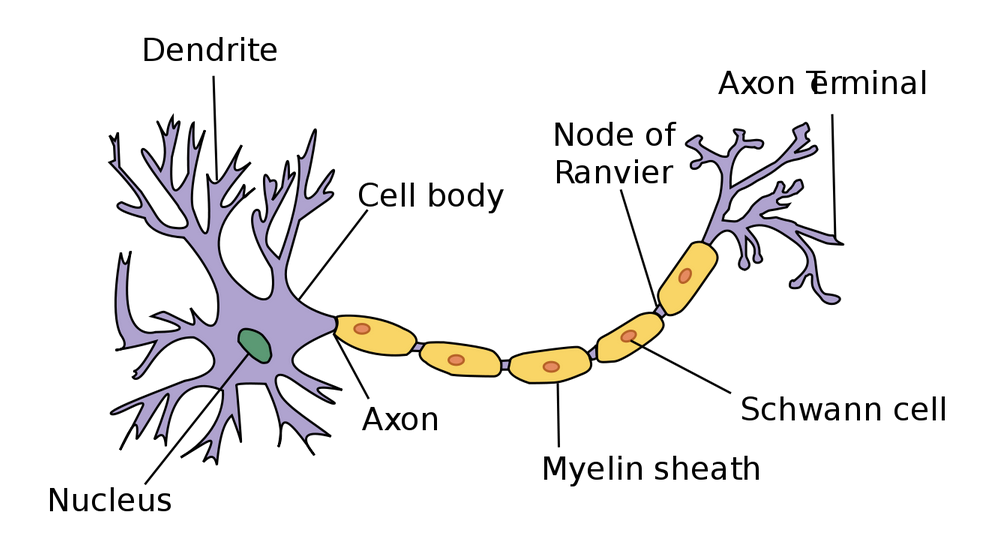 Dendrite
Axon Terminal
Node of
Ranvier
Cell body
Axon
Schwann cell
Myelin sheath
Nucleus